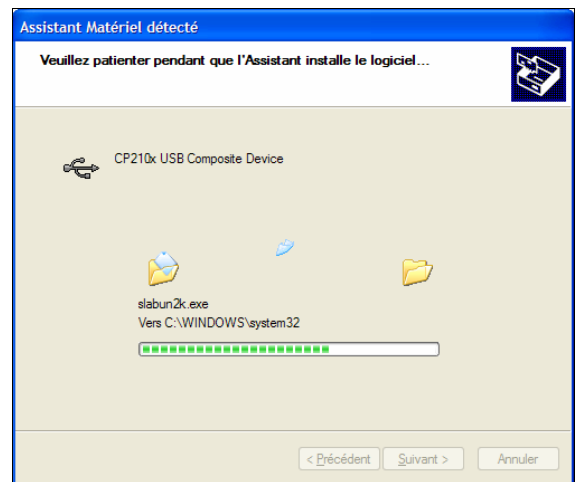 Assistant Matériel détecté
Veuillez patienter pendant que l'Assistant installe le logiciel...
CP210x USB Composite Device
slabun2k.exe
Vers C:\WINDOWS\system32
< Précédent Suivant > Annuler